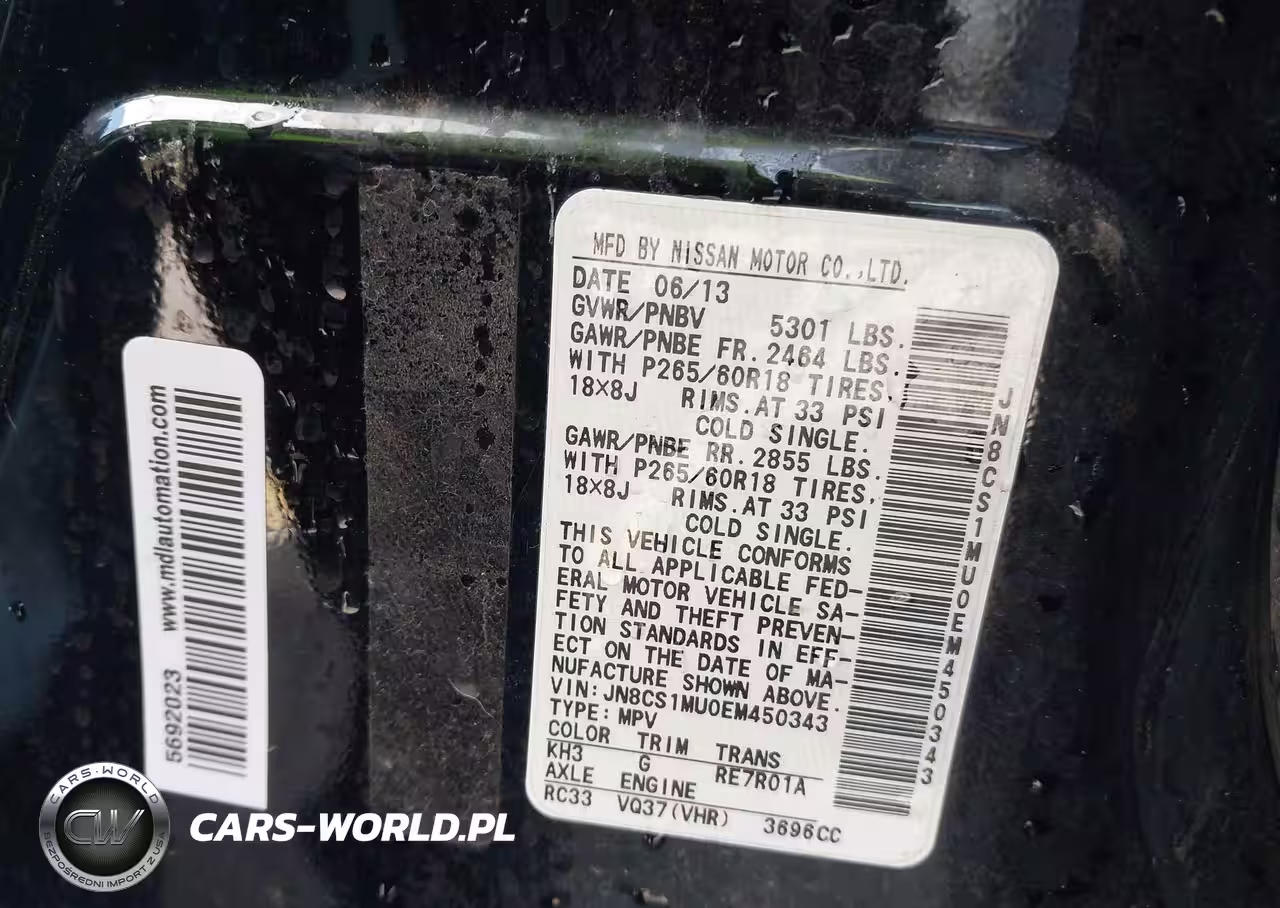 MFD BY NISSAN MOTOR CO.,LTD.
DATE 06/13
GVWR/PNBV 5301 LBS.
GAWR/PNBE FR. 2464 LBS.
WITH P265/60R18 TIRES,
18×8J RIMS. AT 33 PSI
COLD SINGLE.
GAWR/PNBE RR. 2855 LBS.
WITH P265/60R18 TIRES,
18×8J RIMS. AT 33 PSI
COLD SINGLE.
THIS VEHICLE CONFORMS
TO ALL APPLICABLE FED-
ERAL MOTOR VEHICLE SA-
FETY AND THEFT PREVEN-
TION STANDARDS IN EFF-
ECT ON THE DATE OF MA-
NUFACTURE SHOWN ABOVE.
VIN:JN8CS1MU0EM450343
TYPE:MPV
COLOR TRIM TRANS
KH3 G RE7R01A
AXLE ENGINE
RC33 VQ37(VHR) 3696CC
JN8CS1MU0EM450343
www.mdlautomation.com
5692023
CARS-WORLD
CW
BEZPOŚREDNI IMPORT Z USA
CARS-WORLD.PL